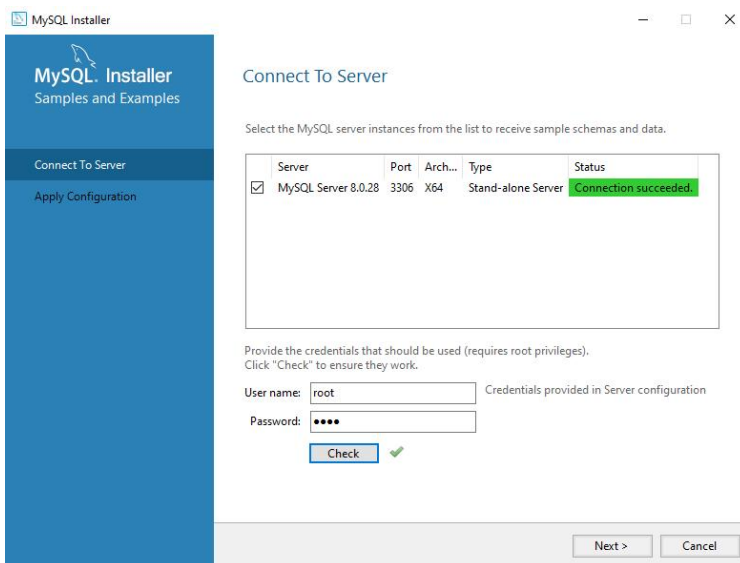 MySQL Installer
MySQL. Installer
Samples and Examples
Connect To Server
Apply Configuration
Connect To Server
Select the MySQL server instances from the list to receive sample schemas and data.
Server Port Arch... Type Status
MySQL Server 8.0.28 3306 X64 Stand-alone Server Connection succeeded.
Provide the credentials that should be used (requires root privileges).
Click "Check" to ensure they work.
User name: root Credentials provided in Server configuration
Password: ●●●●
Check
Next > Cancel